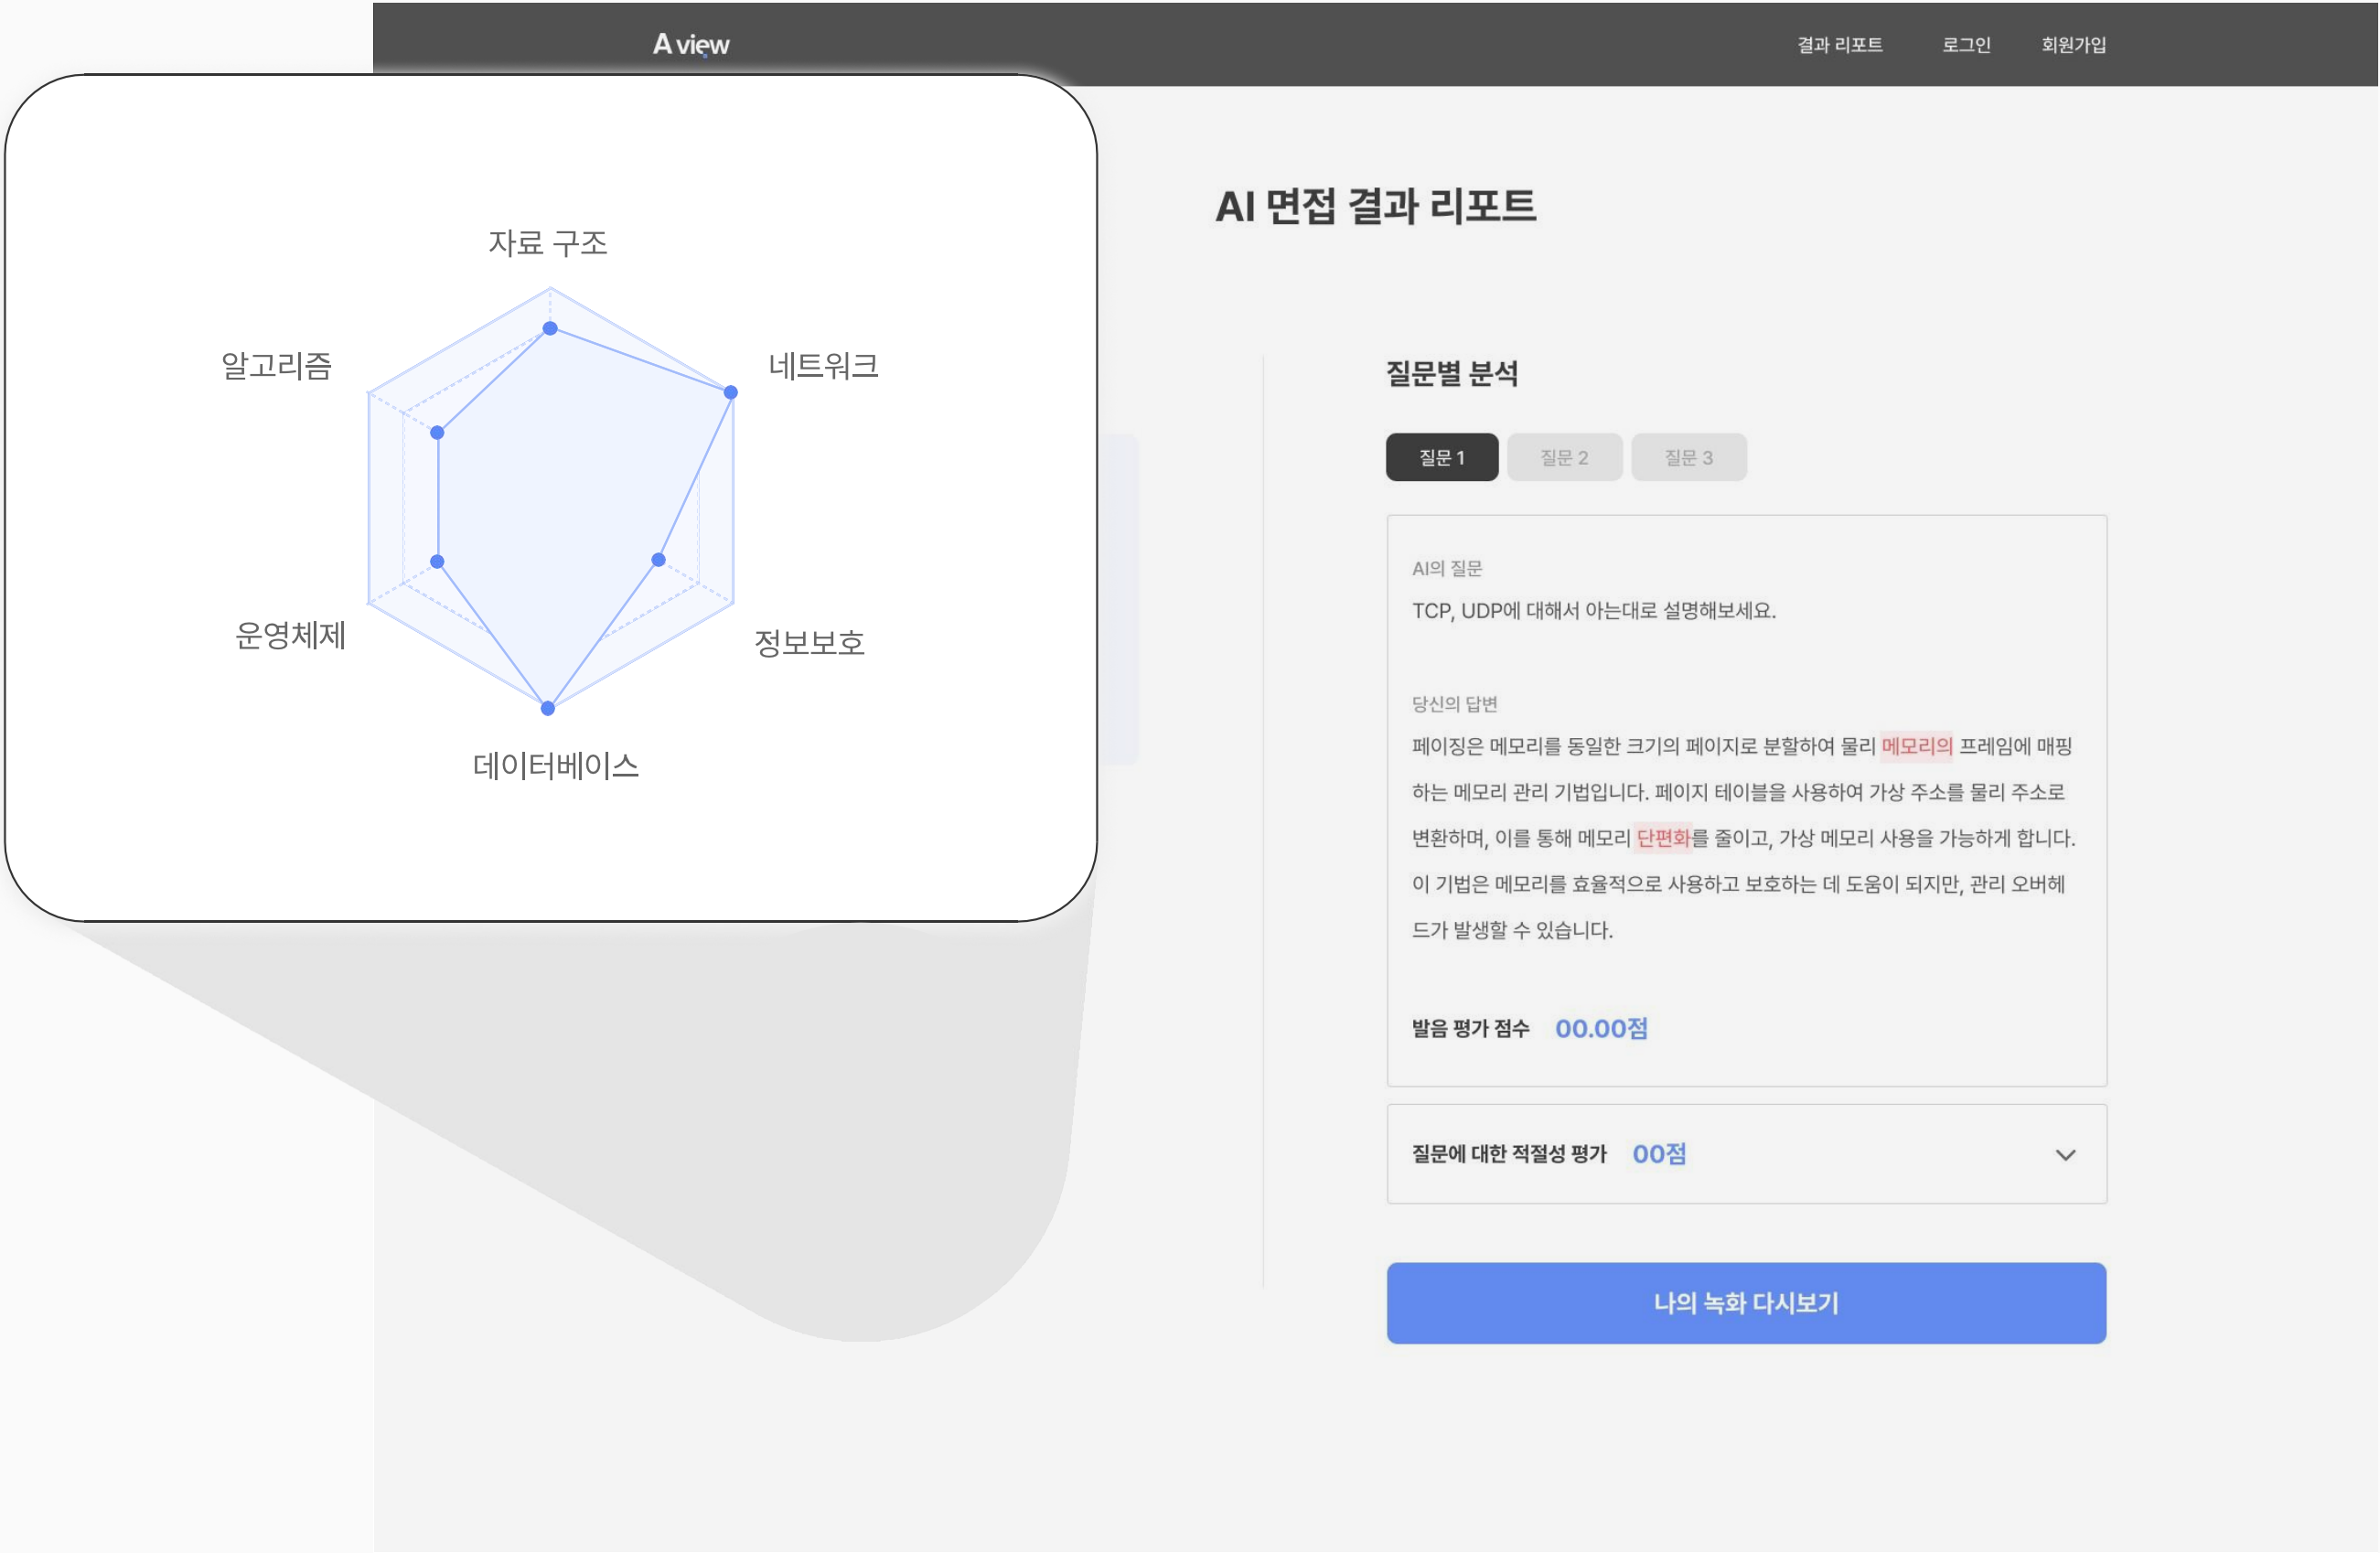 A view
결과 리포트
로그인
회원가입
자료 구조
알고리즘
네트워크
운영체제
정보보호
데이터베이스
AI 면접 결과 리포트
질문별 분석
질문 1
질문 2
질문 3
AI의 질문
TCP, UDP에 대해서 아는대로 설명해보세요.
당신의 답변
페이징은 메모리를 동일한 크기의 페이지로 분할하여 물리 메모리의 프레임에 매핑
하는 메모리 관리 기법입니다. 페이지 테이블을 사용하여 가상 주소를 물리 주소로
변환하며, 이를 통해 메모리 단편화를 줄이고, 가상 메모리 사용을 가능하게 합니다.
이 기법은 메모리를 효율적으로 사용하고 보호하는 데 도움이 되지만, 관리 오버헤
드가 발생할 수 있습니다.
발음 평가 점수 00.00점
질문에 대한 적절성 평가 00점
나의 녹화 다시보기